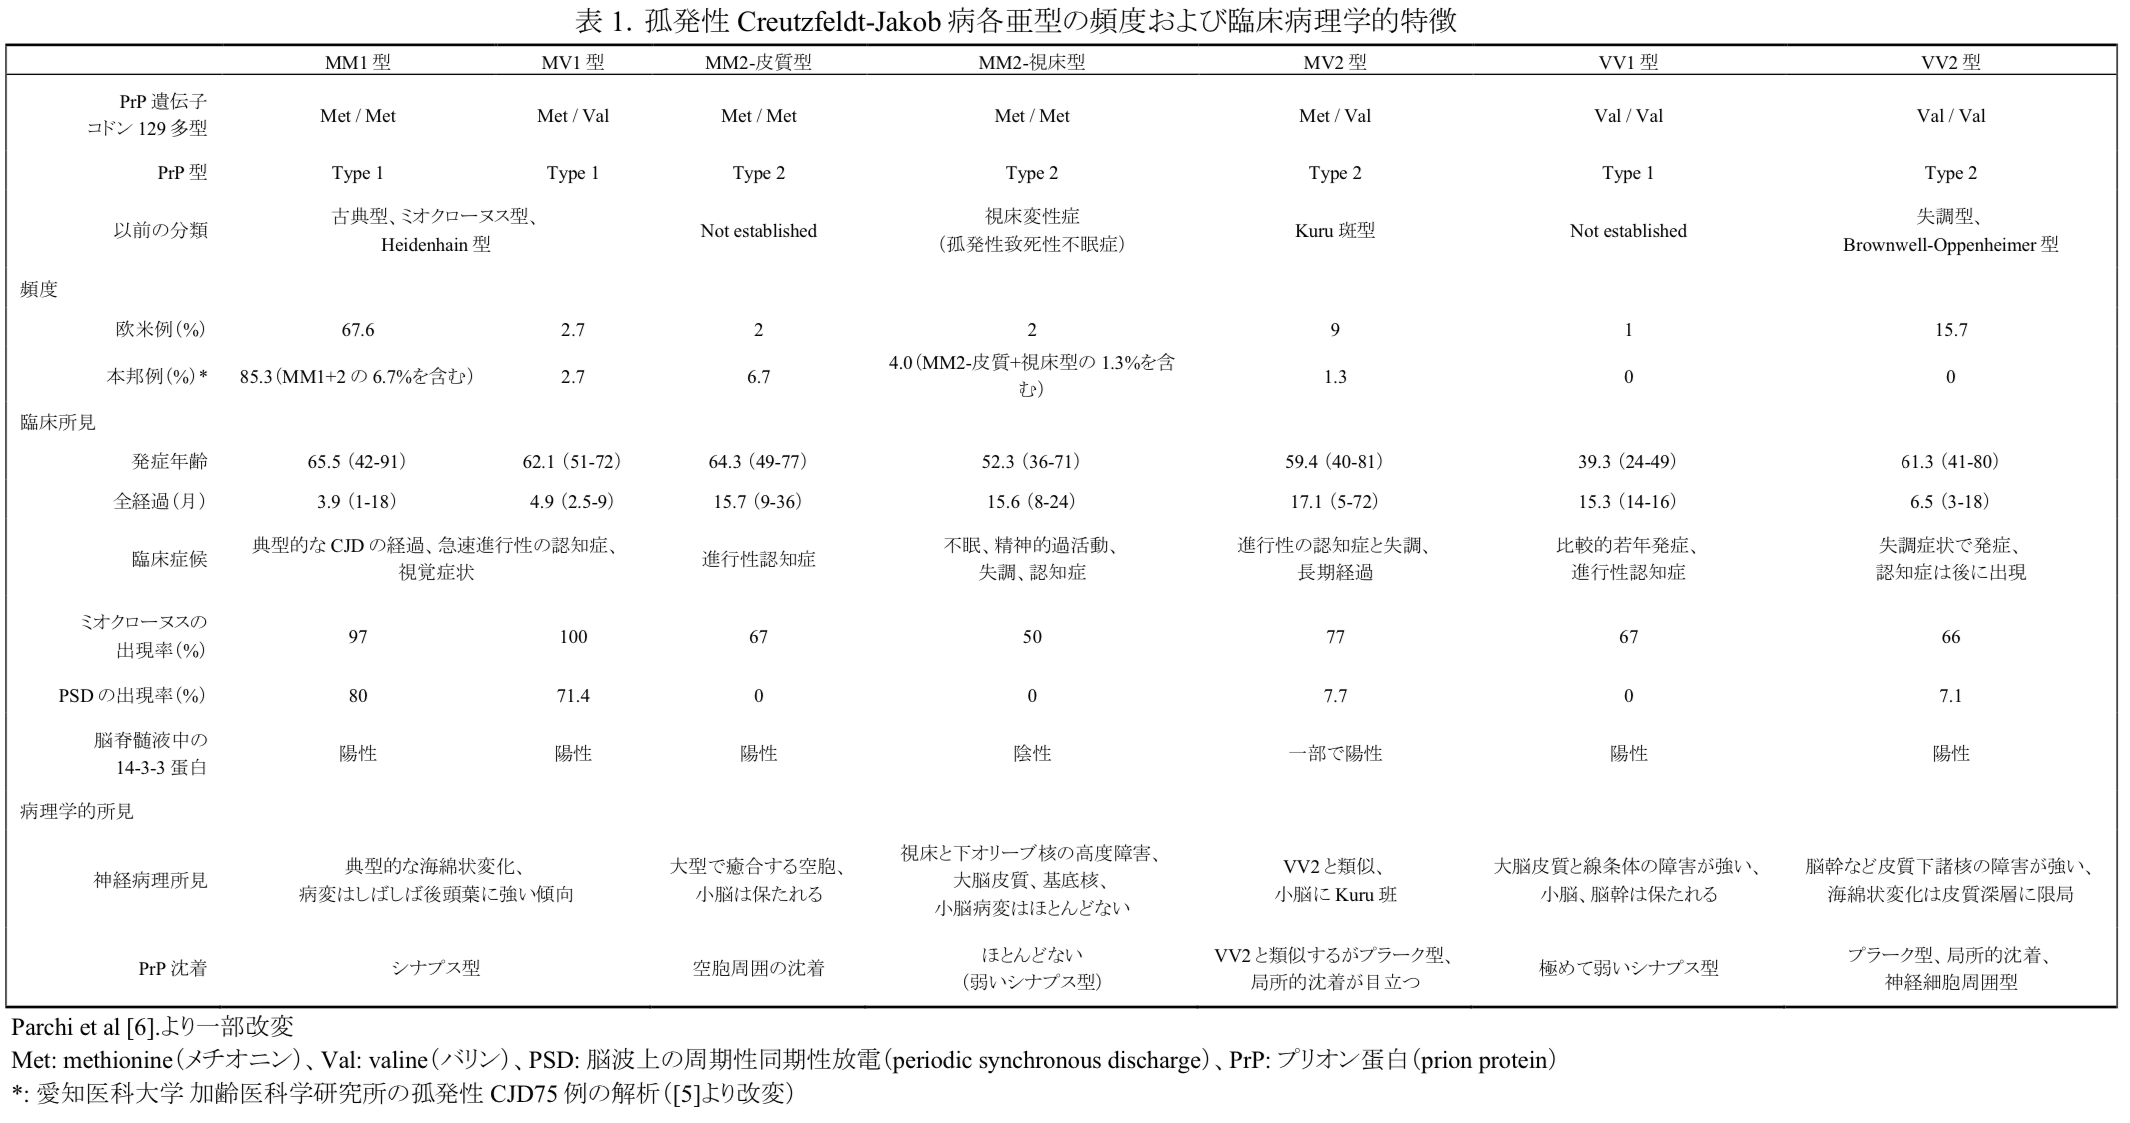 表 1. 孤発性 Creutzfeldt-Jakob 病各亜型の頻度および臨床病理学的特徴
MM1 型 MV1 型 MM2-皮質型 MM2-視床型 MV2 型 VV1 型 VV2 型
PrP 遺伝子
コドン 129 多型
Met / Met Met / Val Met / Met Met / Met Met / Val Val / Val Val / Val
PrP 型 Type 1 Type 1 Type 2 Type 2 Type 2 Type 1 Type 2
以前の分類
古典型、ミオクローヌス型、
Heidenhain 型
Not established
視床変性症
（孤発性致死性不眠症）
Kuru 斑型
Not established
失調型、
Brownwell-Oppenheimer 型
頻度
欧米例（%） 67.6 2.7 2 2 9 1 15.7
本邦例（%）* 85.3（MM1+2 の 6.7%を含む） 2.7 6.7
4.0（MM2-皮質+視床型の 1.3%を含
む）
1.3 0 0
臨床所見
発症年齢 65.5 (42-91) 62.1 (51-72) 64.3 (49-77) 52.3 (36-71) 59.4 (40-81) 39.3 (24-49) 61.3 (41-80)
全経過（月） 3.9 (1-18) 4.9 (2.5-9) 15.7 (9-36) 15.6 (8-24) 17.1 (5-72) 15.3 (14-16) 6.5 (3-18)
臨床症候
典型的な CJD の経過、急速進行性の認知症、
視覚症状
進行性認知症
不眠、精神的過活動、
失調、認知症
進行性の認知症と失調、
長期経過
比較的若年発症、
進行性認知症
失調症状で発症、
認知症は後に出現
ミオクローヌスの
出現率（%）
97 100 67 50 77 67 66
PSD の出現率（%） 80 71.4 0 0 7.7 0 7.1
脳脊髄液中の
14-3-3 蛋白
陽性 陽性 陽性 陰性 一部で陽性 陽性 陽性
病理学的所見
神経病理所見
典型的な海綿状変化、
病変はしばしば後頭葉に強い傾向
大型で癒合する空胞、
小脳は保たれる
視床と下オリーブ核の高度障害、
大脳皮質、基底核、
小脳病変はほとんどない
VV2 と類似、
小脳に Kuru 班
大脳皮質と線条体の障害が強い、
小脳、脳幹は保たれる
脳幹など皮質下諸核の障害が強い、
海綿状変化は皮質深層に限局
PrP 沈着
シナプス型
空胞周囲の沈着
ほとんどない
（弱いシナプス型）
VV2 と類似するがプラーク型、
局所的沈着が目立つ
極めて弱いシナプス型
プラーク型、局所的沈着、
神経細胞周囲型
Parchi et al [6].より一部改変
Met: methionine（メチオニン）、Val: valine（バリン）、PSD: 脳波上の周期性同期性放電（periodic synchronous discharge）、PrP: プリオン蛋白（prion protein）
*: 愛知医科大学 加齢医科学研究所の孤発性 CJD75 例の解析（[5]より改変）